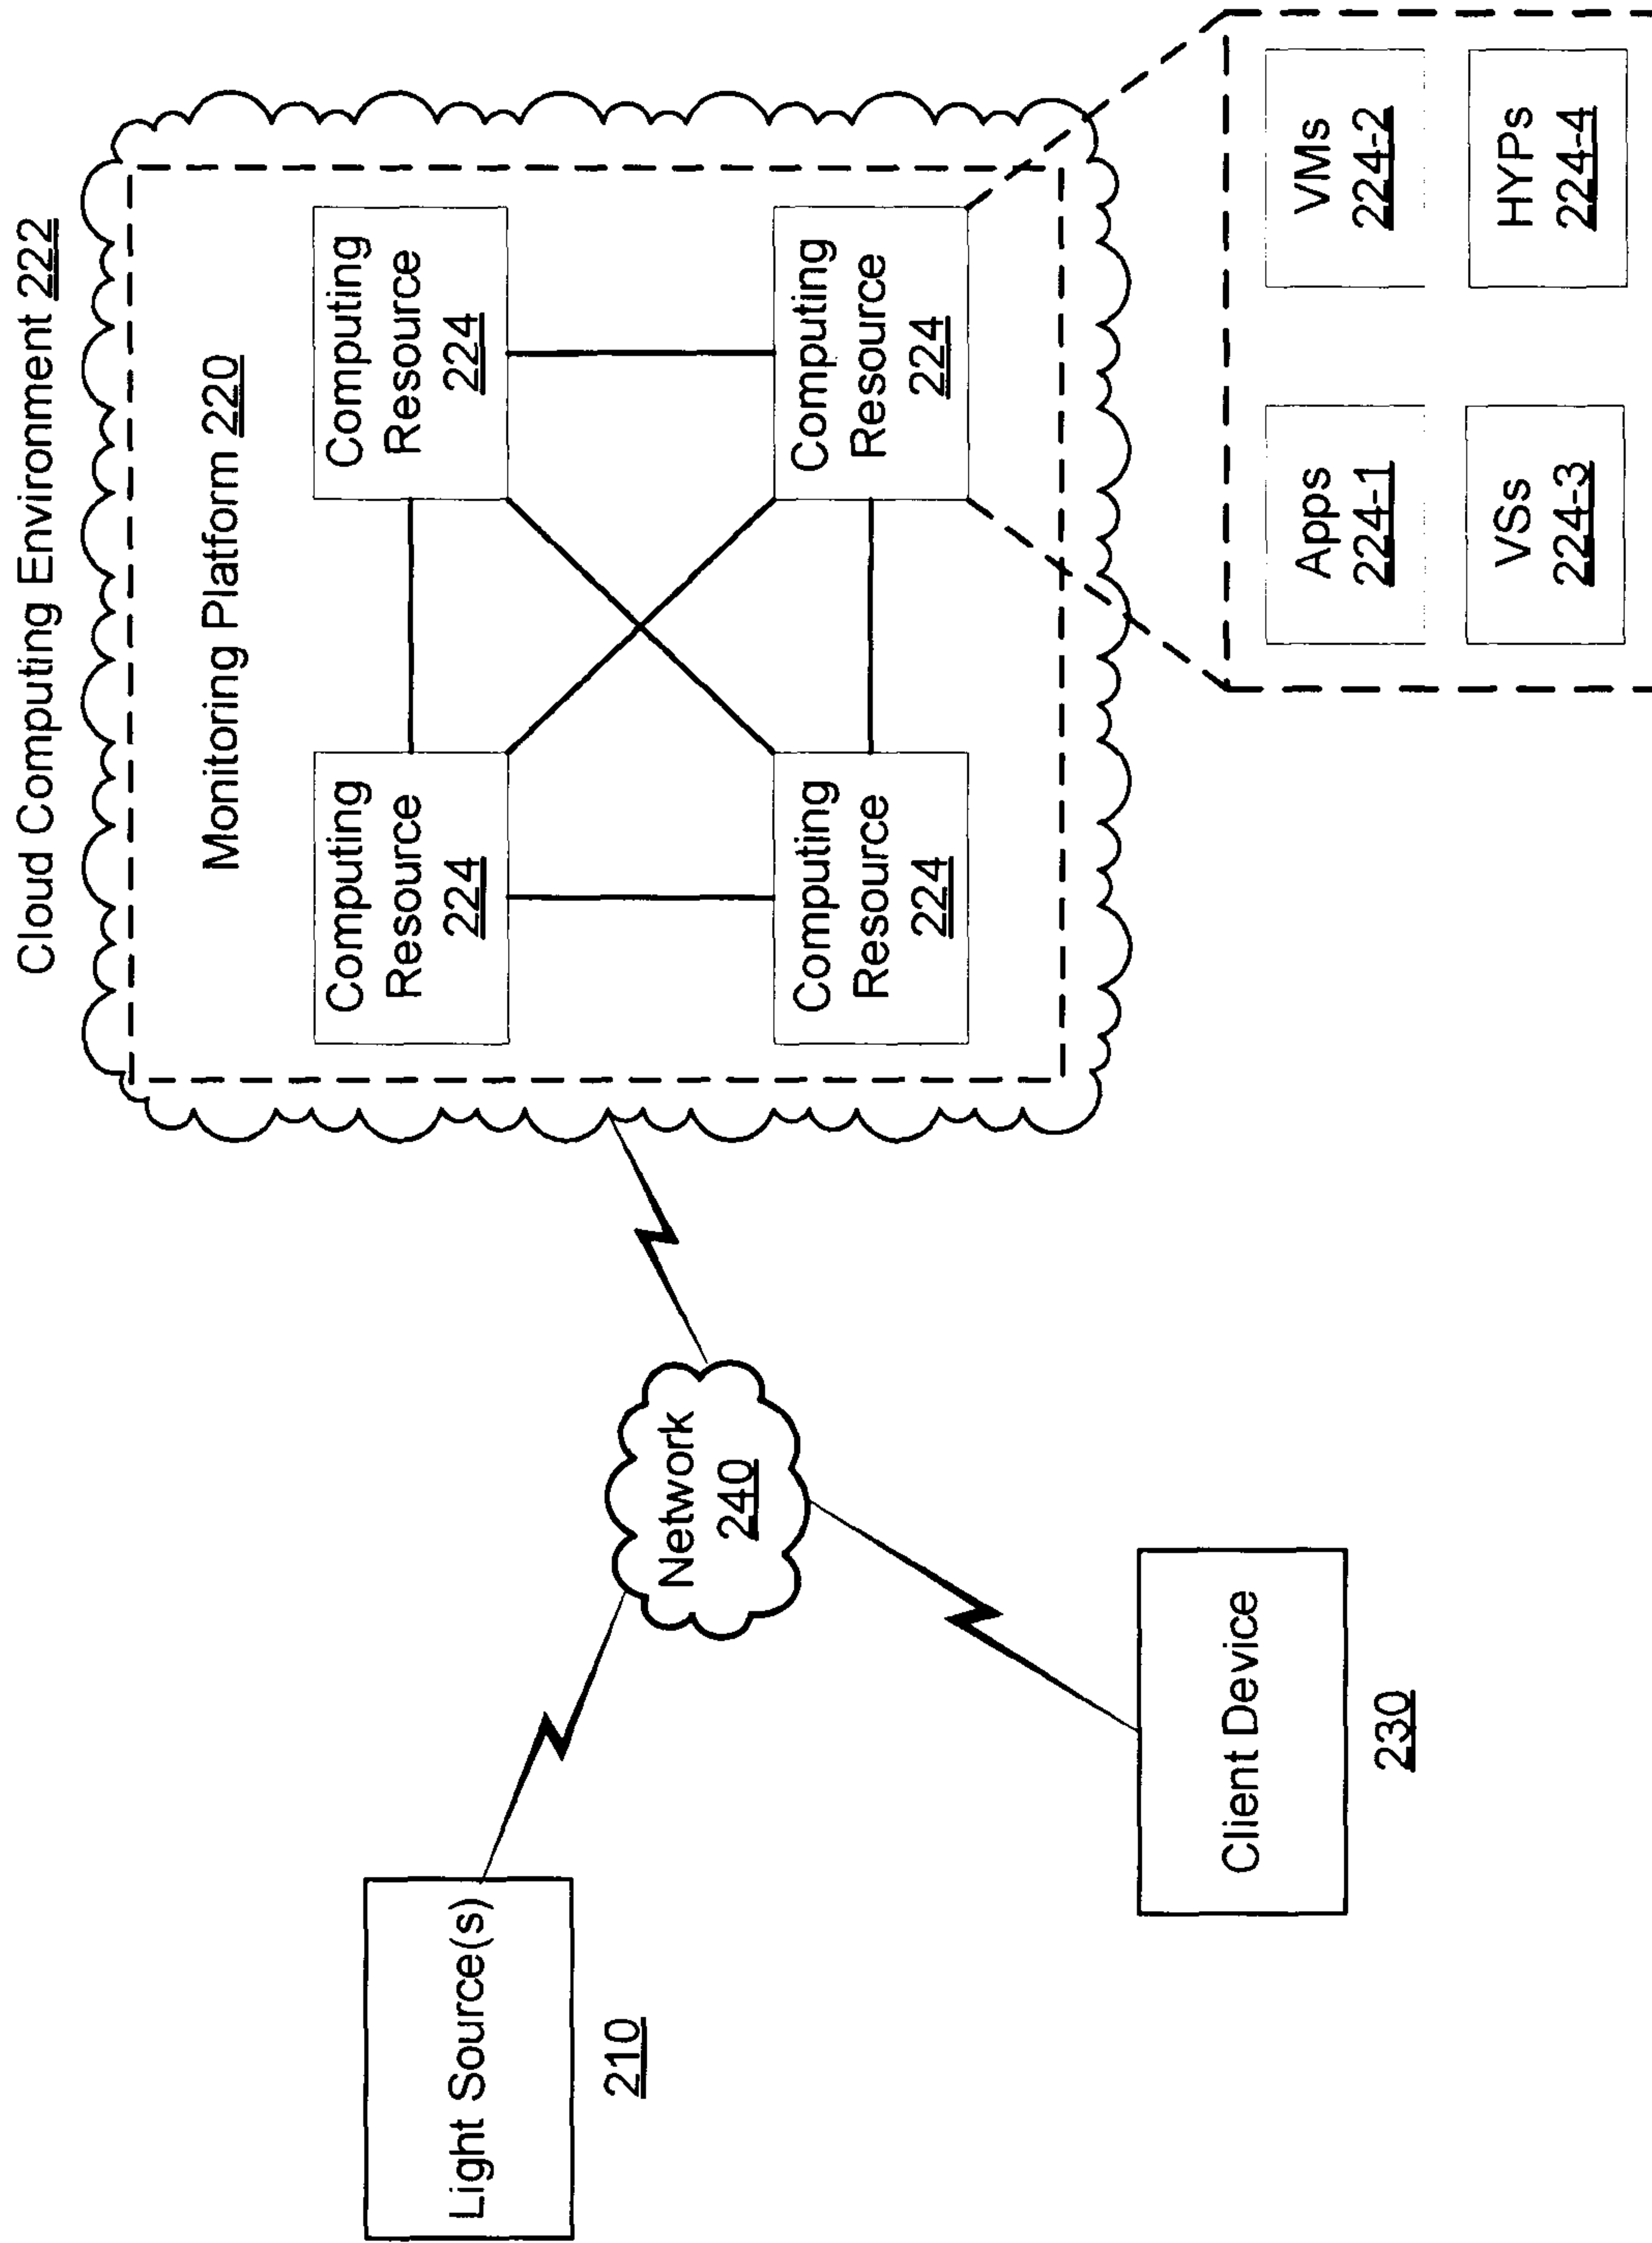 Cloud Computing Environment 222
Monitoring Platform 220
Computing
Resource
224
Computing
Resource
224
Computing
Resource
224
Computing
Resource
224
Light Source(s)
210
Network
240
Client Device
230
Apps
224-1
VMs
224-2
VSs
224-3
HYPs
224-4